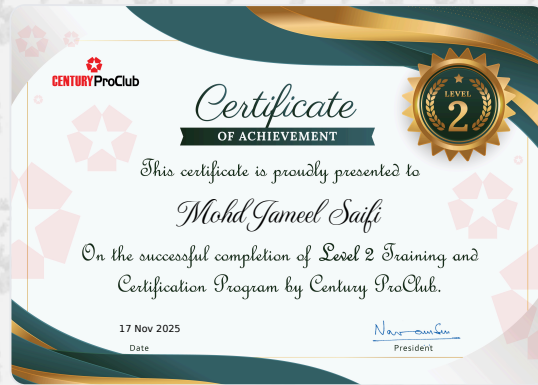 CENTURY ProClub
Certificate
OF ACHIEVEMENT
LEVEL
2
This certificate is proudly presented to
Mohd Jameel Saifi
On the successful completion of Level 2 Training and
Certification Program by Century ProClub.
17 Nov 2025
Date
President